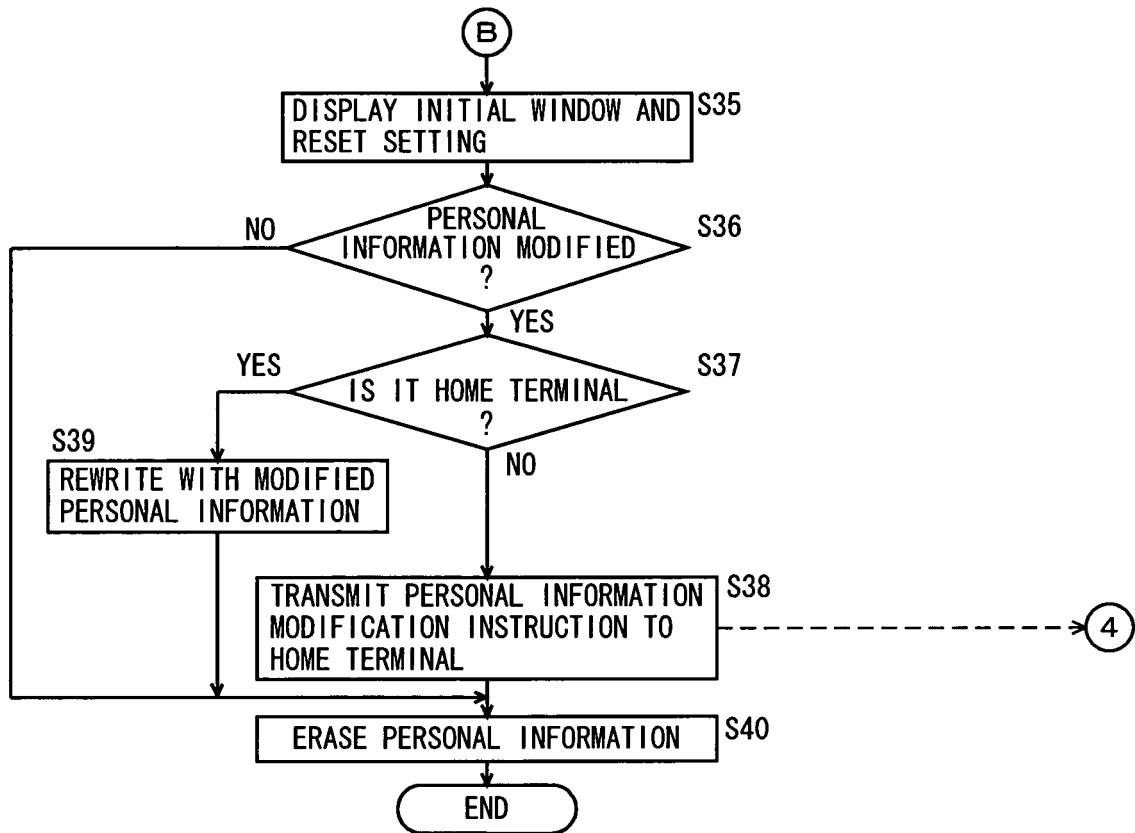 B
DISPLAY INITIAL WINDOW AND
RESET SETTING
S35
PERSONAL
INFORMATION MODIFIED
?
S36
NO
YES
IS IT HOME TERMINAL
?
S37
YES
NO
S39
REWRITE WITH MODIFIED
PERSONAL INFORMATION
TRANSMIT PERSONAL INFORMATION
MODIFICATION INSTRUCTION TO
HOME TERMINAL
S38
4
ERASE PERSONAL INFORMATION
S40
END